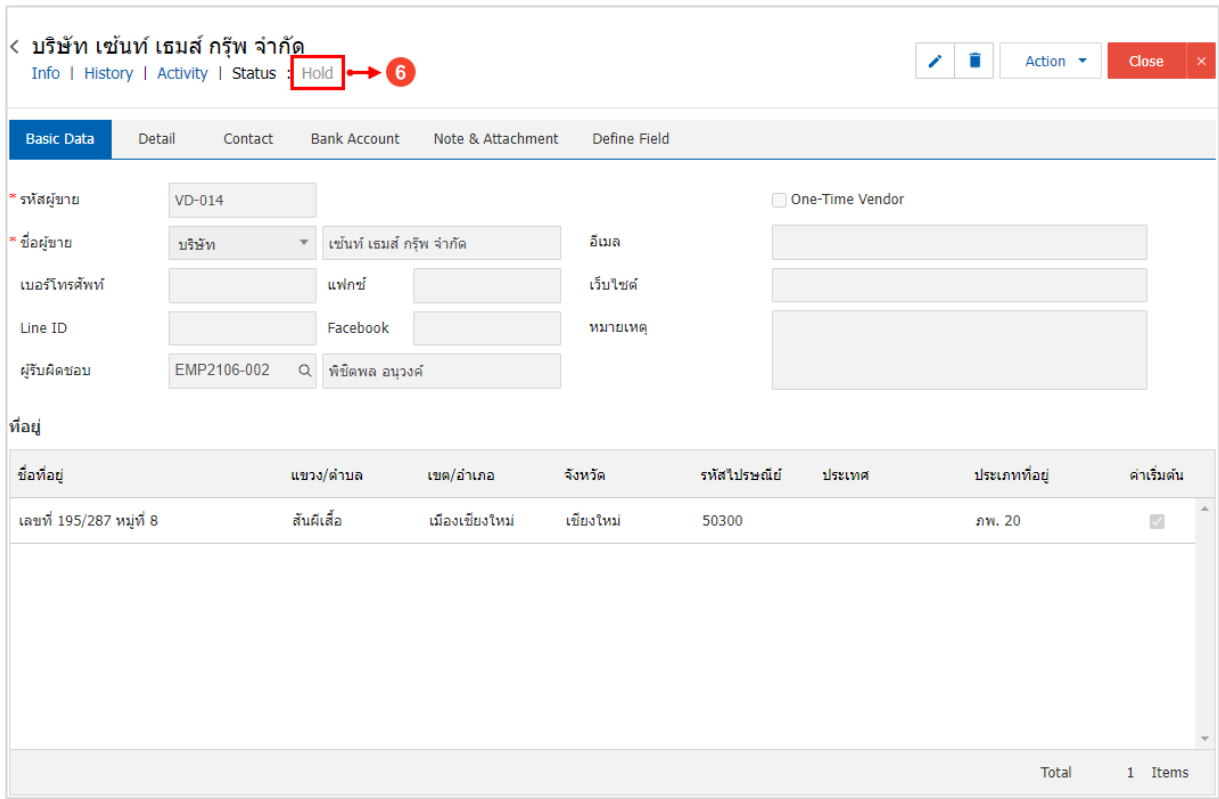 < บริษัท เซ้นท์ เธมส์ กรุ๊พ จำกัด
Info | History | Activity | Status : Hold 6
Action Close ×
Basic Data Detail Contact Bank Account Note & Attachment Define Field
* รหัสผู้ขาย VD-014 One-Time Vendor
* ชื่อผู้ขาย บริษัท เซ้นท์ เธมส์ กรุ๊พ จำกัด อีเมล
เบอร์โทรศัพท์ แฟกซ์ เว็บไซต์
Line ID Facebook หมายเหตุ
ผู้รับผิดชอบ EMP2106-002 พิชิตพล อนุวงค์
ที่อยู่
ชื่อที่อยู่ แขวง/ตำบล เขต/อำเภอ จังหวัด รหัสไปรษณีย์ ประเทศ ประเภทที่อยู่ ค่าเริ่มต้น
เลขที่ 195/287 หมู่ที่ 8 สันผีเสื้อ เมืองเชียงใหม่ เชียงใหม่ 50300 ภพ. 20
Total 1 Items